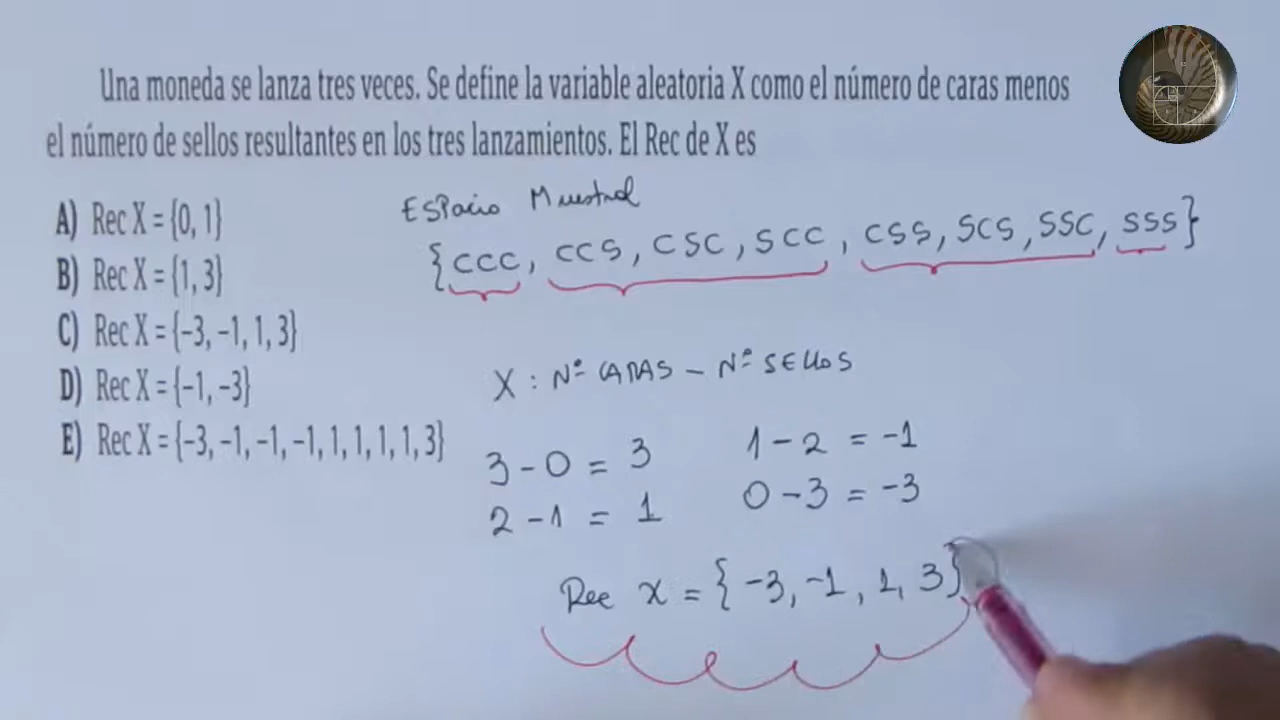 Una moneda se lanza tres veces. Se define la variable aleatoria X como el número de caras menos
el número de sellos resultantes en los tres lanzamientos. El Rec de X es
A) Rec X = {0, 1}
B) Rec X = {1, 3}
C) Rec X = {−3, −1, 1, 3}
D) Rec X = {−1, −3}
E) Rec X = {−3, −1, −1, −1, 1, 1, 1, 1, 3}
ESPacio Muestral
{CCC, CCS, CSC, SCC, CSS, SCS, SSC, SSS}
X : Nº CARAS − Nº SELLOS
3 − 0 = 3
2 − 1 = 1
1 − 2 = −1
0 − 3 = −3
Rec x = {−3, −1, 1, 3}